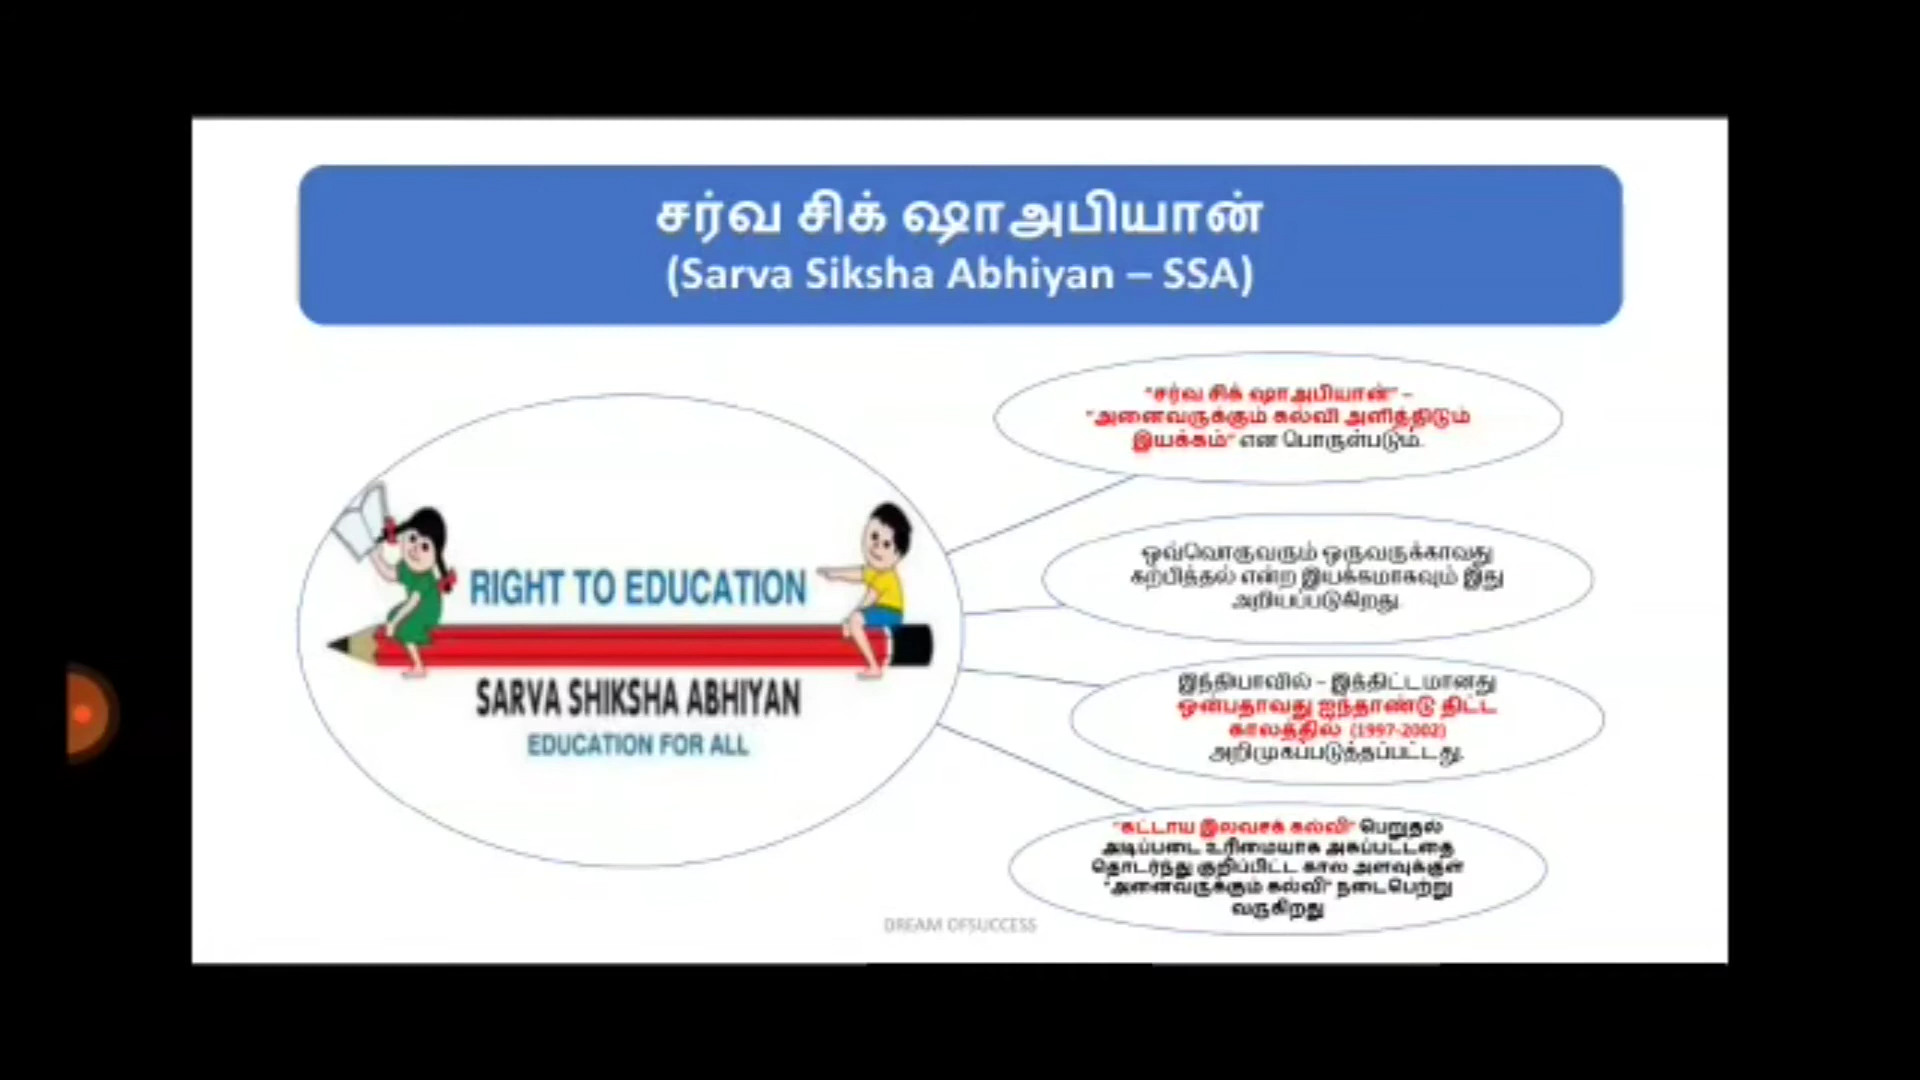 சர்வ சிக் ஷாஅபியான்
(Sarva Siksha Abhiyan – SSA)
RIGHT TO EDUCATION
SARVA SHIKSHA ABHIYAN
EDUCATION FOR ALL
"சர்வ சிக் ஷாஅபியான்" –
"அனைவருக்கும் கல்வி அளித்திடும்
இயக்கம்" என பொருள்படும்.
ஒவ்வொருவரும் ஒருவருக்காவது
கற்பித்தல் என்ற இயக்கமாகவும் இது
அறியப்படுகிறது.
இந்தியாவில் – இத்திட்டமானது
ஒன்பதாவது ஐந்தாண்டு திட்ட
காலத்தில் (1997-2002)
அறிமுகப்படுத்தப்பட்டது.
"கட்டாய இலவசக் கல்வி" பெறுதல்
அடிப்படை உரிமையாக அகப்பட்டதை
தொடர்ந்து குறிப்பிட்ட கால அளவுக்குள்
"அனைவருக்கும் கல்வி" நடைபெற்று
வருகிறது
DREAM OFSUCCESS